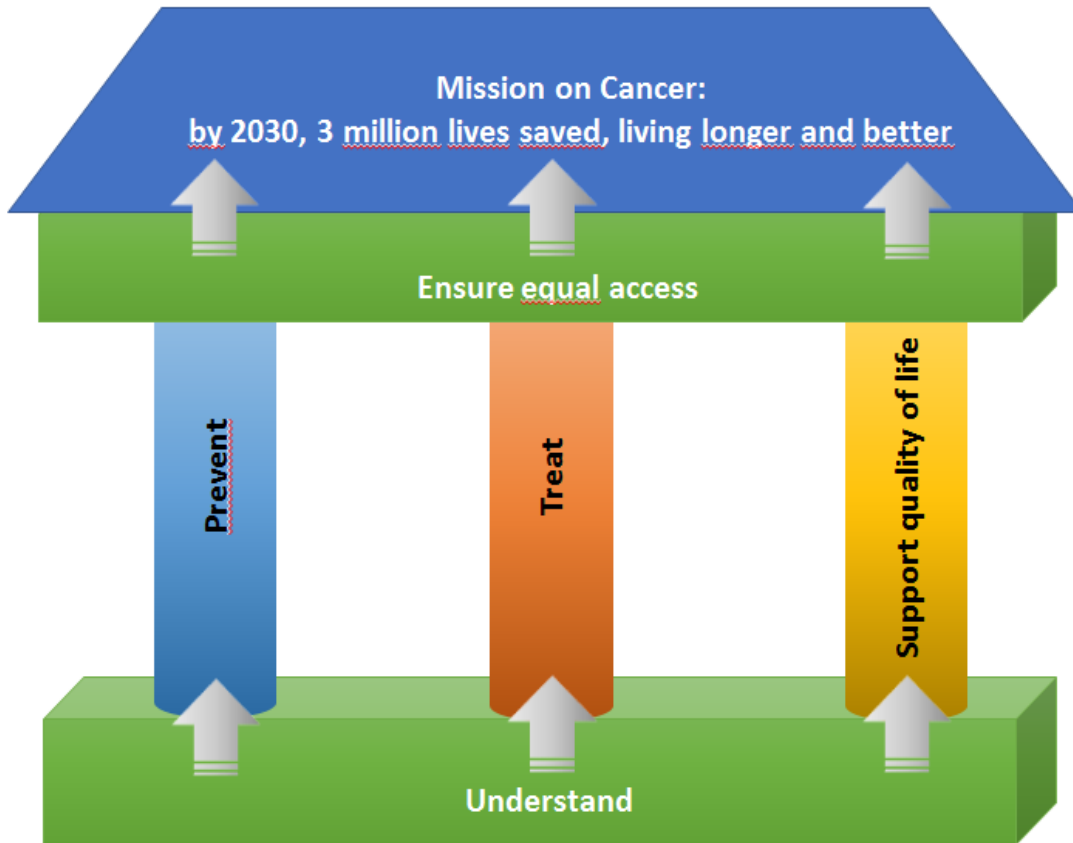 Mission on Cancer:
by 2030, 3 million lives saved, living longer and better
Ensure equal access
Prevent
Treat
Support quality of life
Understand